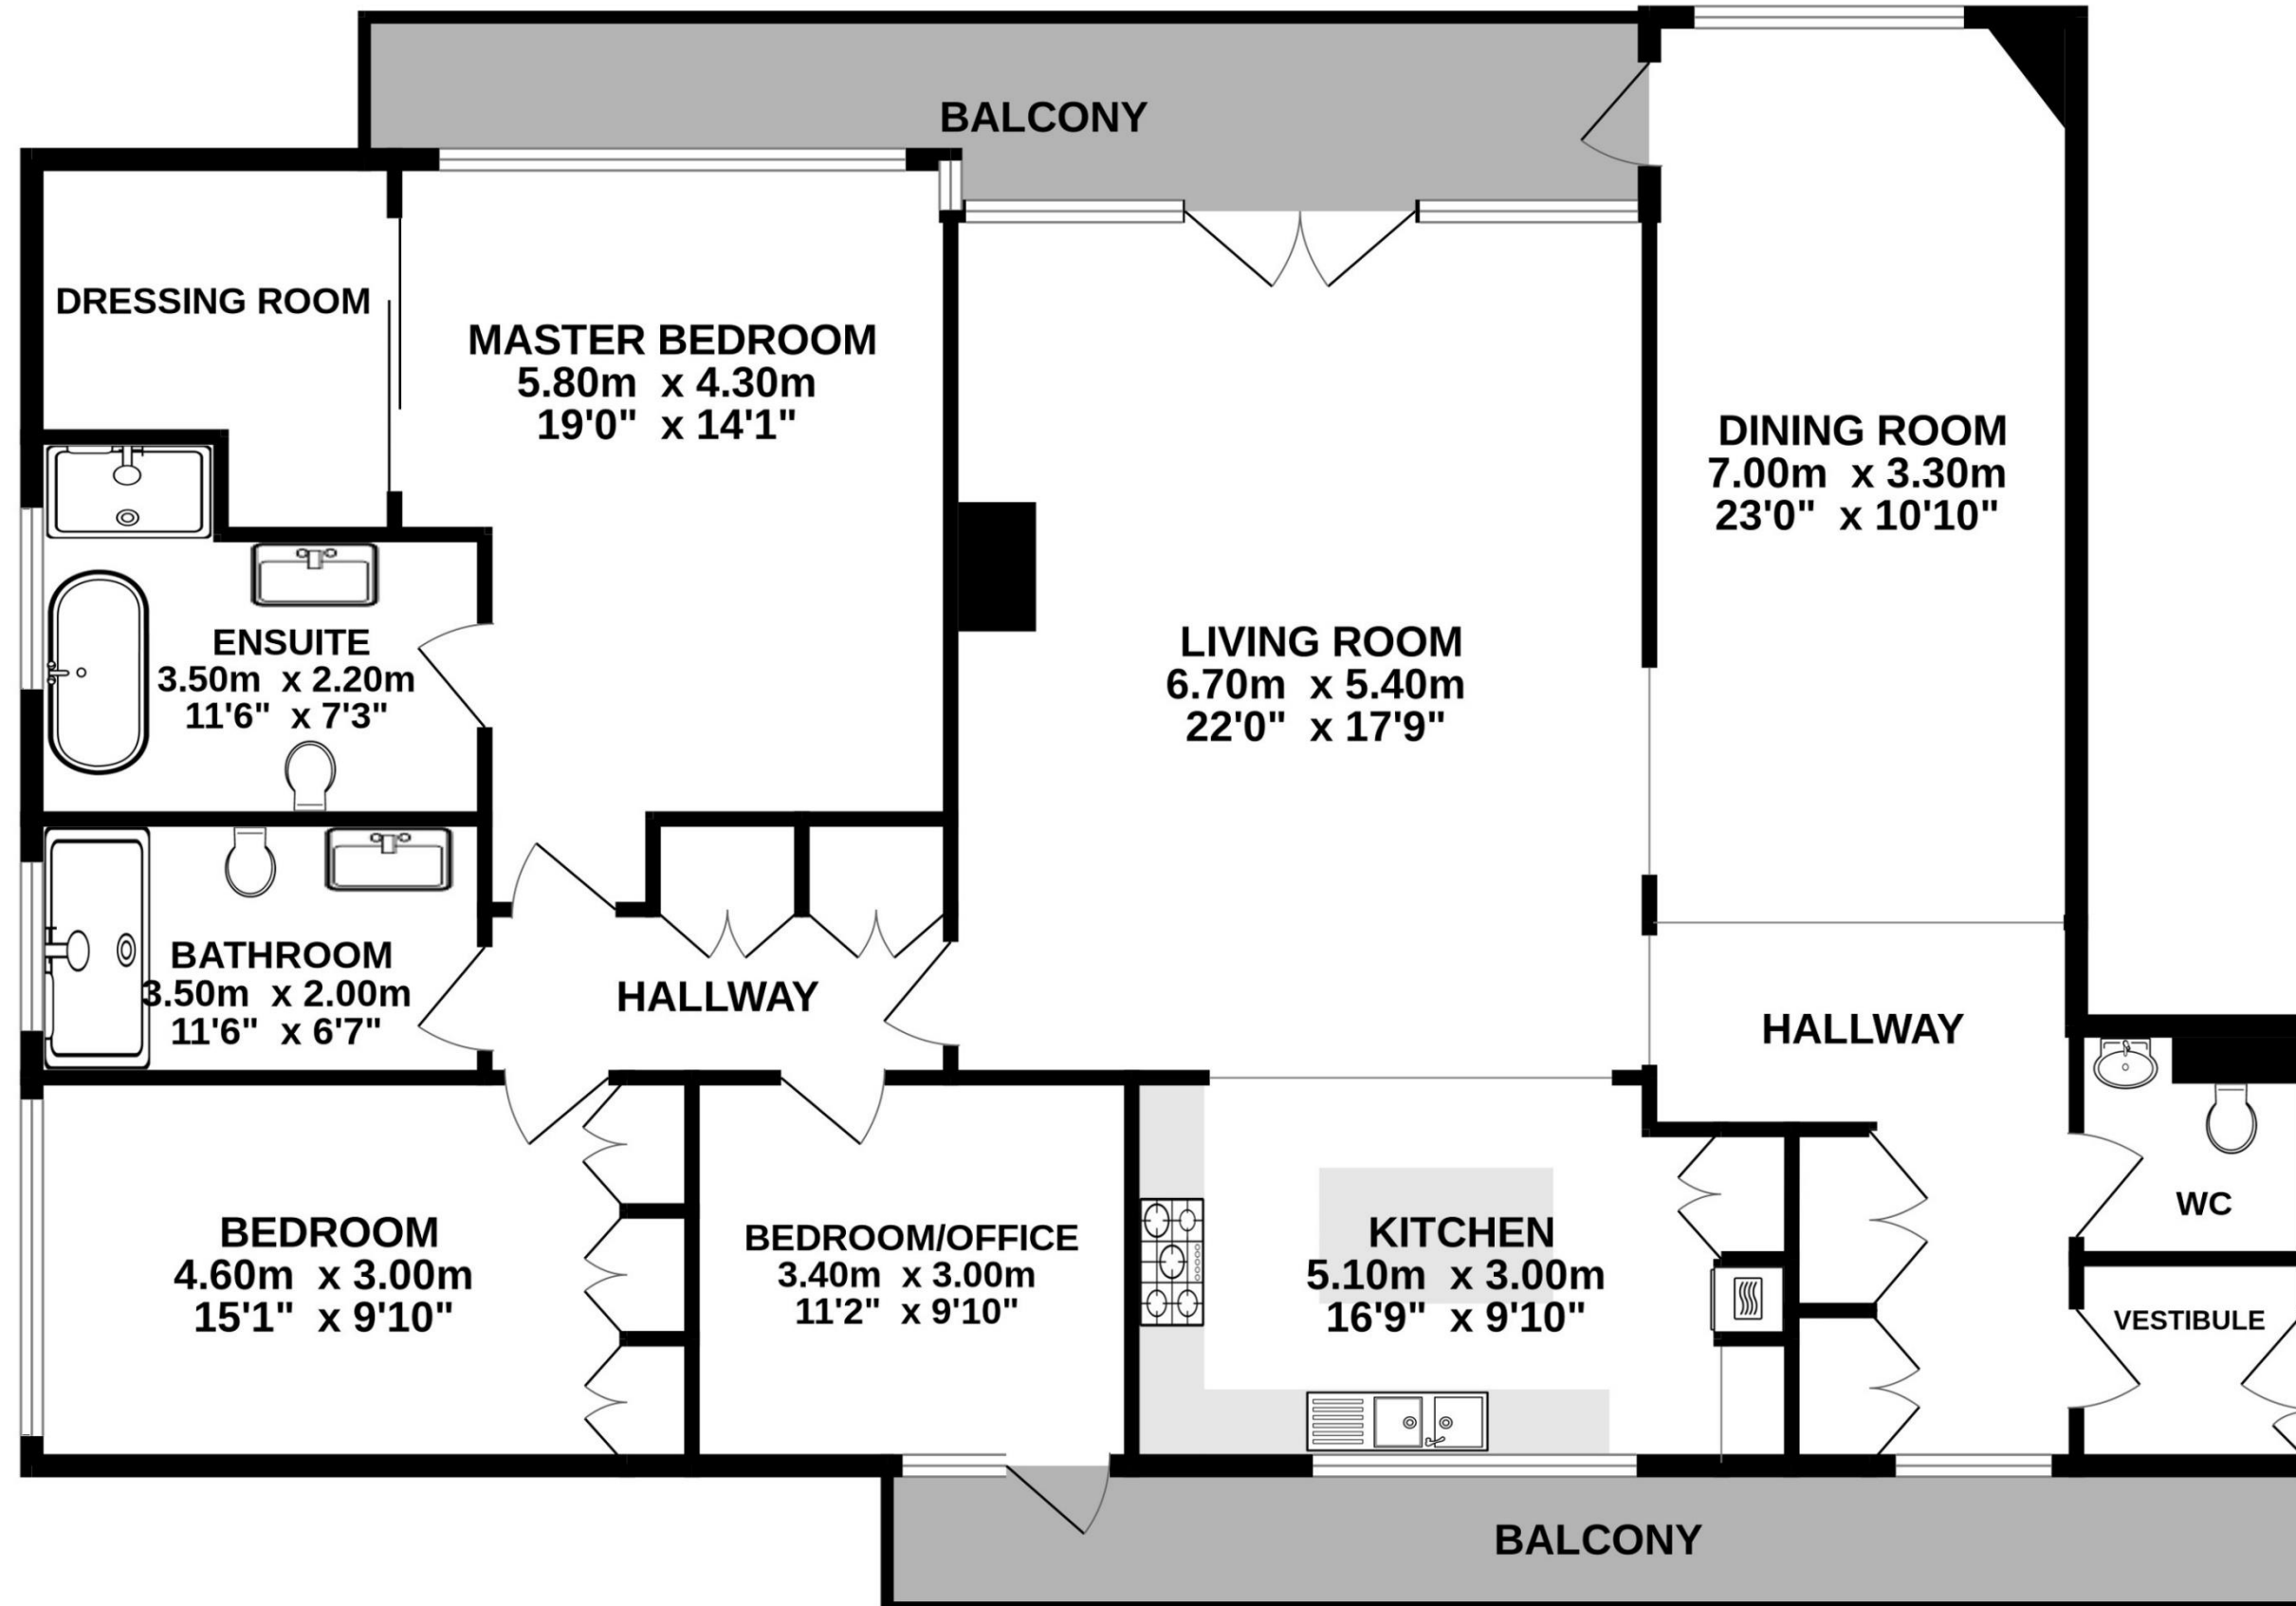 BALCONY
DRESSING ROOM
MASTER BEDROOM
5.80m x 4.30m
19'0" x 14'1"
DINING ROOM
7.00m x 3.30m
23'0" x 10'10"
ENSUITE
3.50m x 2.20m
11'6" x 7'3"
LIVING ROOM
6.70m x 5.40m
22'0" x 17'9"
BATHROOM
3.50m x 2.00m
11'6" x 6'7"
HALLWAY
HALLWAY
WC
BEDROOM
4.60m x 3.00m
15'1" x 9'10"
BEDROOM/OFFICE
3.40m x 3.00m
11'2" x 9'10"
KITCHEN
5.10m x 3.00m
16'9" x 9'10"
VESTIBULE
BALCONY